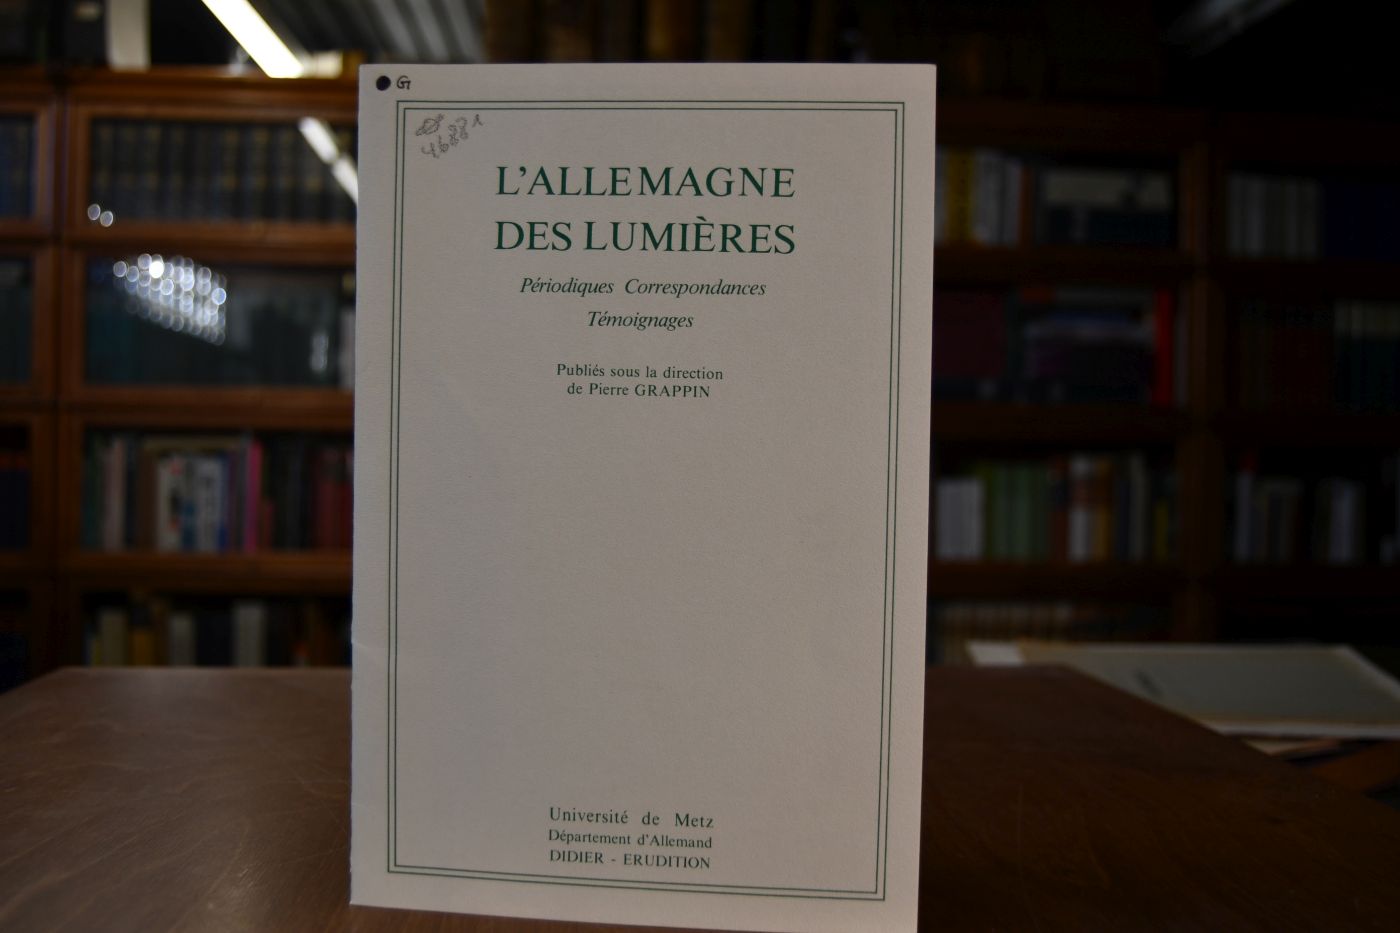 G
L'ALLEMAGNE
DES LUMIÈRES
Périodiques Correspondances
Témoignages
Publiés sous la direction
de Pierre GRAPPIN
Université de Metz
Département d'Allemand
DIDIER - ERUDITION